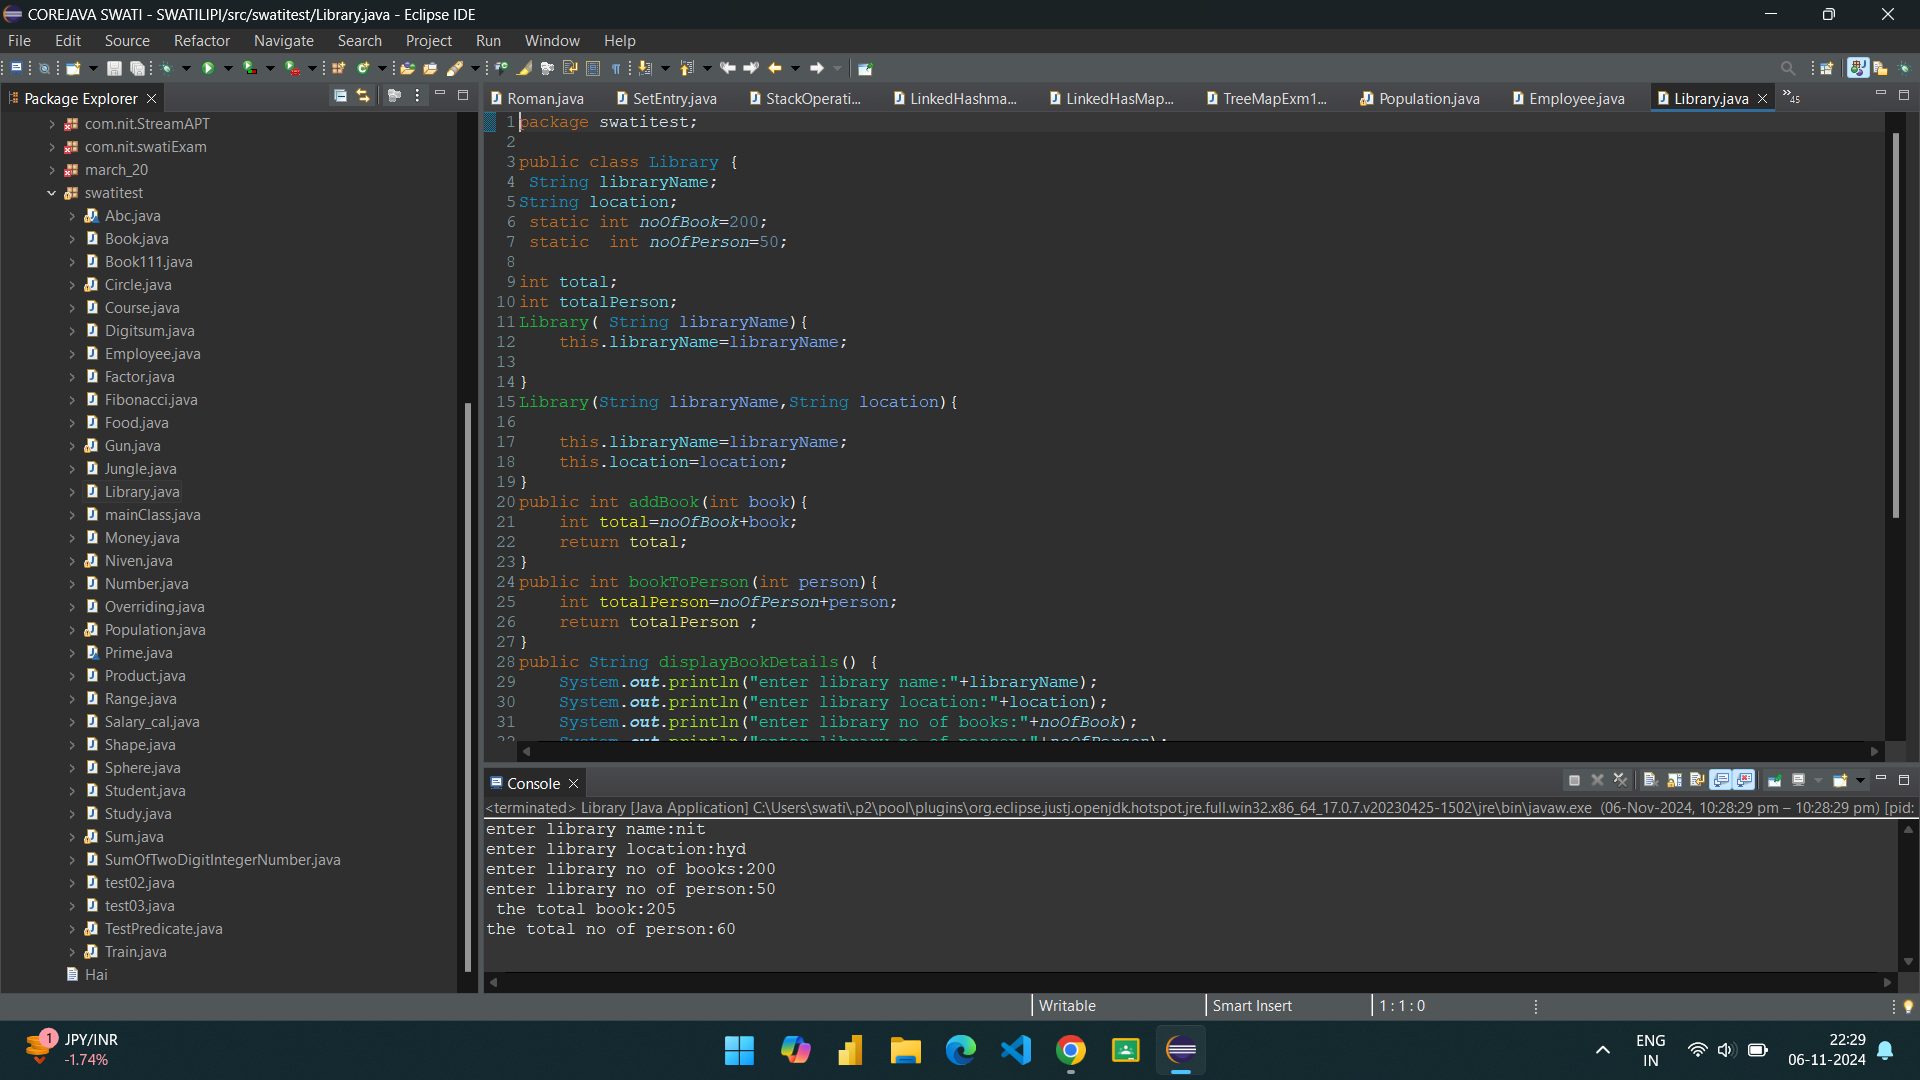 COREJAVA SWATI - SWATILIPI/src/swatitest/Library.java - Eclipse IDE
File Edit Source Refactor Navigate Search Project Run Window Help
Package Explorer
com.nit.StreamAPT
com.nit.swatiExam
march_20
swatitest
Abc.java
Book.java
Book111.java
Circle.java
Course.java
Digitsum.java
Employee.java
Factor.java
Fibonacci.java
Food.java
Gun.java
Jungle.java
Library.java
mainClass.java
Money.java
Niven.java
Number.java
Overriding.java
Population.java
Prime.java
Product.java
Range.java
Salary_cal.java
Shape.java
Sphere.java
Student.java
Study.java
Sum.java
SumOfTwoDigitIntegerNumber.java
test02.java
test03.java
TestPredicate.java
Train.java
Hai
Roman.java SetEntry.java StackOperati... LinkedHashma... LinkedHasMap... TreeMapExm1... Population.java Employee.java Library.java »45
1 package swatitest;
2
3 public class Library {
4 String libraryName;
5 String location;
6 static int noOfBook=200;
7 static  int noOfPerson=50;
8
9 int total;
10 int totalPerson;
11 Library( String libraryName){
12     this.libraryName=libraryName;
13
14 }
15 Library(String libraryName,String location){
16
17     this.libraryName=libraryName;
18     this.location=location;
19 }
20 public int addBook(int book){
21     int total=noOfBook+book;
22     return total;
23 }
24 public int bookToPerson(int person){
25     int totalPerson=noOfPerson+person;
26     return totalPerson ;
27 }
28 public String displayBookDetails() {
29     System.out.println("enter library name:"+libraryName);
30     System.out.println("enter library location:"+location);
31     System.out.println("enter library no of books:"+noOfBook);
32     System.out.println("enter library no of person:"+noOfPerson);
Console
<terminated> Library [Java Application] C:\Users\swati\.p2\pool\plugins\org.eclipse.justj.openjdk.hotspot.jre.full.win32.x86_64_17.0.7.v20230425-1502\jre\bin\javaw.exe (06-Nov-2024, 10:28:29 pm – 10:28:29 pm) [pid:
enter library name:nit
enter library location:hyd
enter library no of books:200
enter library no of person:50
 the total book:205
the total no of person:60
Writable Smart Insert 1 : 1 : 0
1
JPY/INR
-1.74%
ENG
IN
22:29
06-11-2024